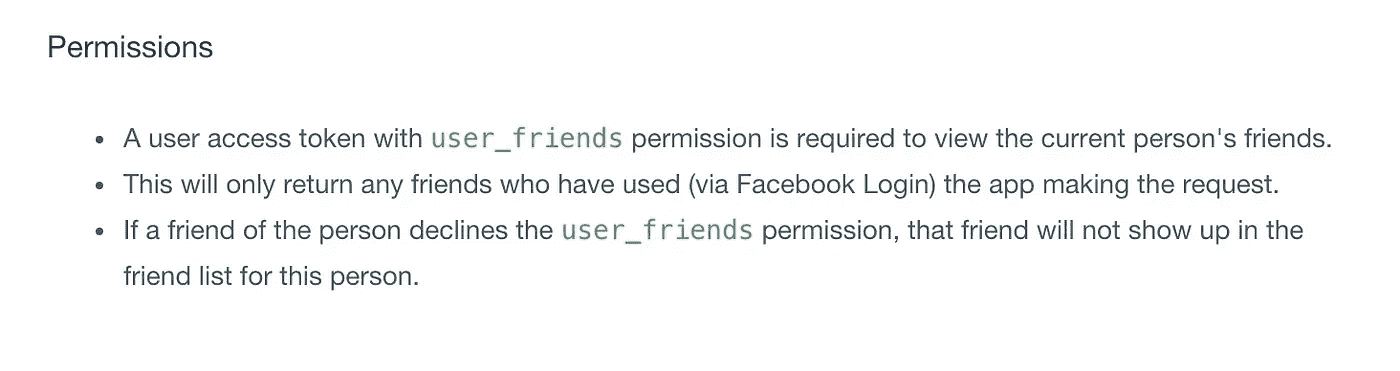 Permissions
• A user access token with user_friends permission is required to view the current person's friends.
• This will only return any friends who have used (via Facebook Login) the app making the request.
• If a friend of the person declines the user_friends permission, that friend will not show up in the
friend list for this person.